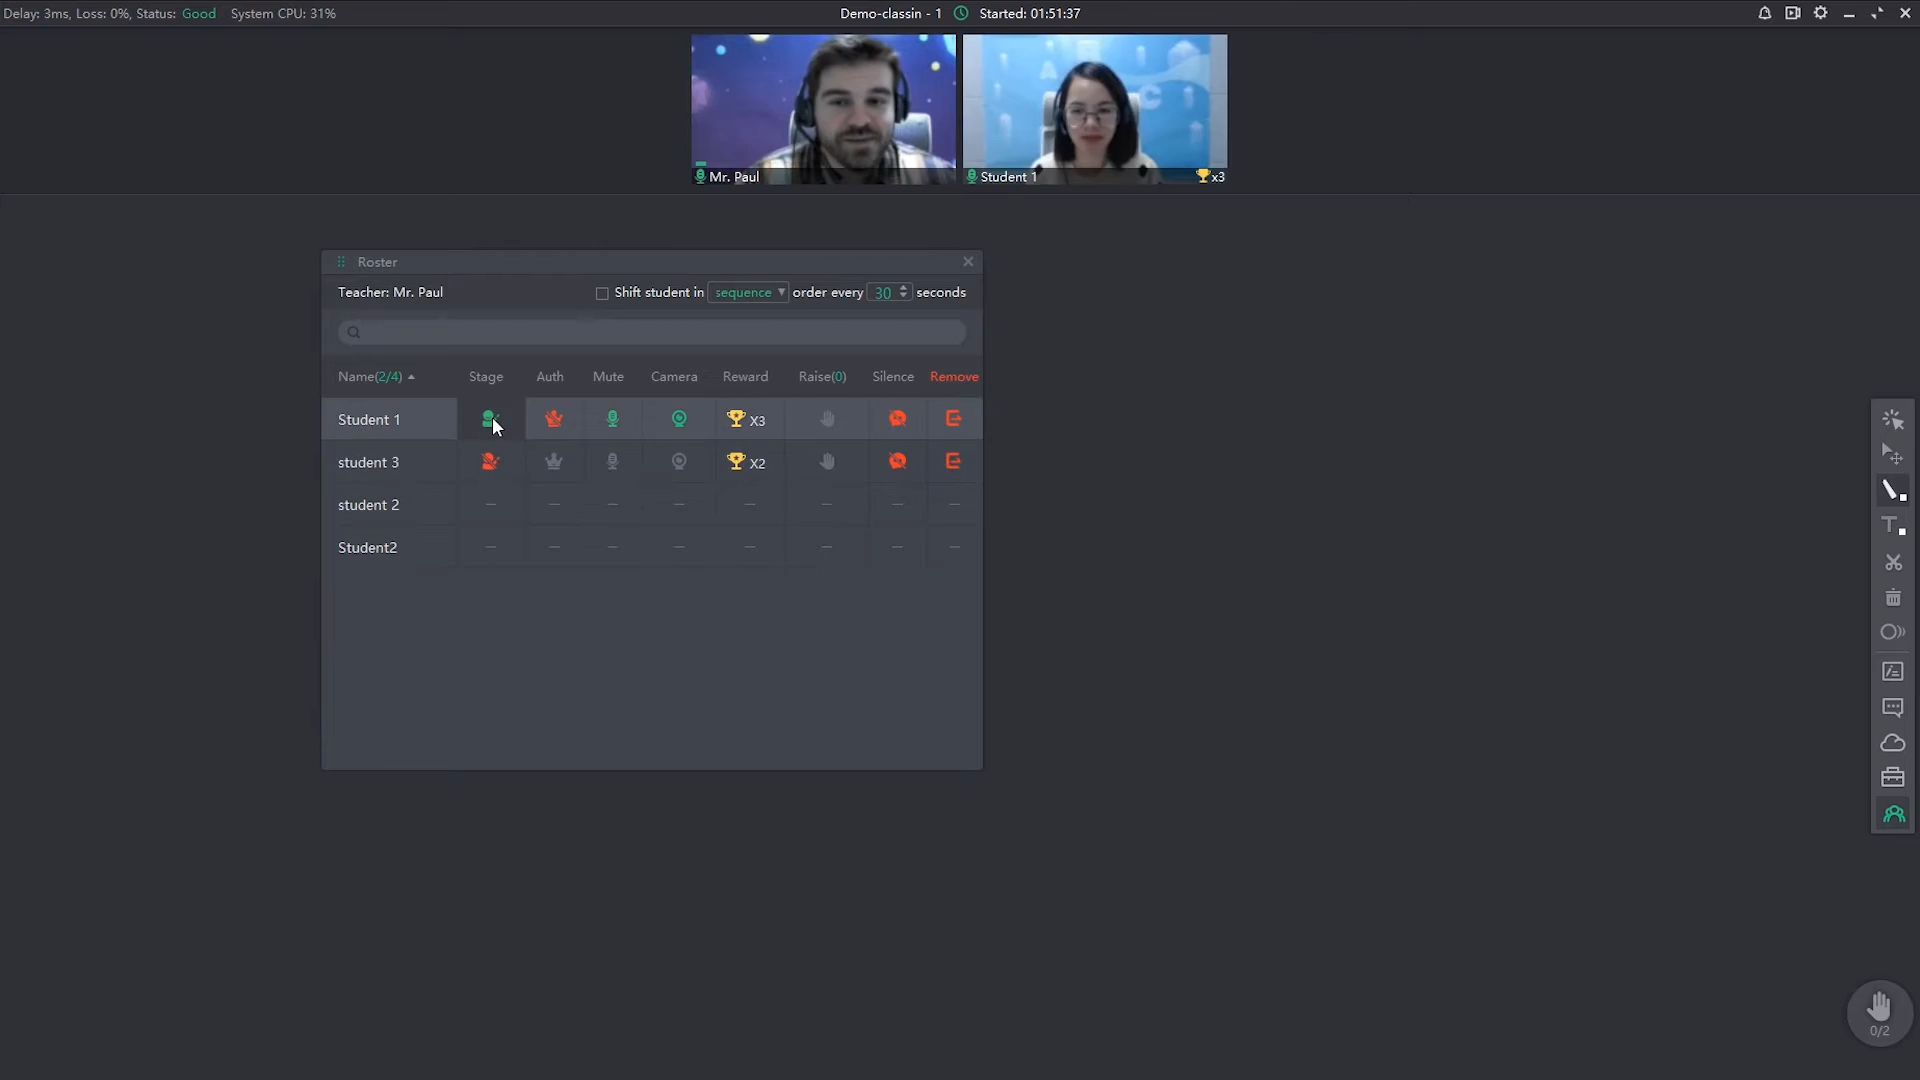 Delay: 3ms, Loss: 0%, Status: Good System CPU: 31%
Demo-classin - 1 Started: 01:51:37
Mr. Paul
Student 1
x3
Roster
Teacher: Mr. Paul
Shift student in sequence order every 30 seconds
Name(2/4) Stage Auth Mute Camera Reward Raise(0) Silence Remove
Student 1 X3
student 3 X2
student 2
Student2
0/2